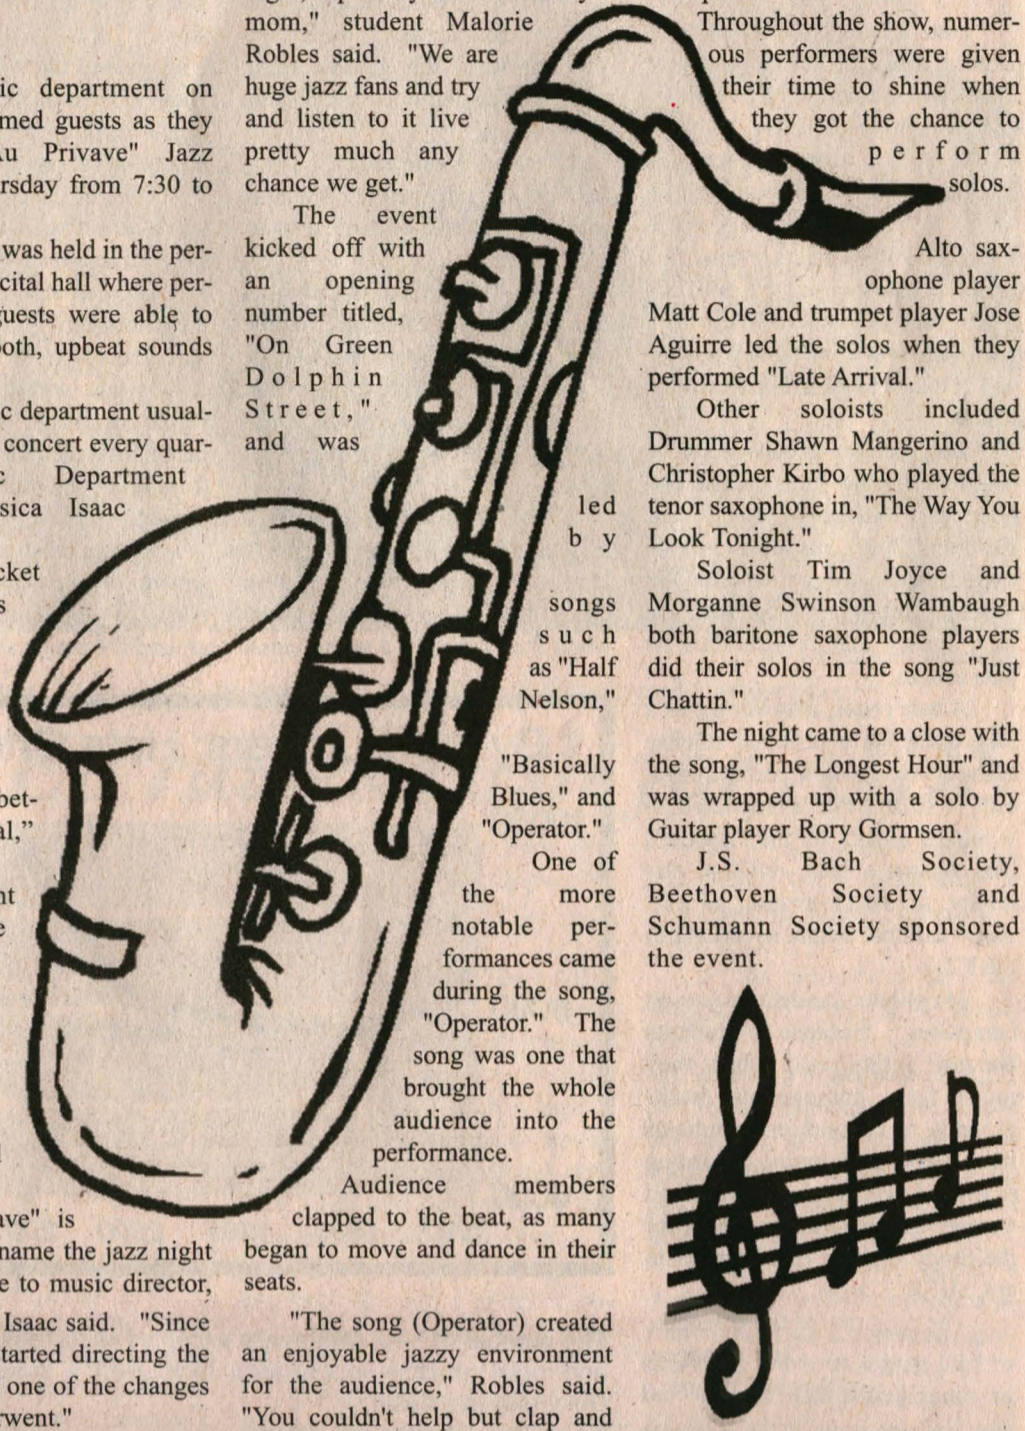 ic department on
med guests as they
Au Privave" Jazz
rsday from 7:30 to
was held in the per-
cital hall where per-
guests were able to
ooth, upbeat sounds
c department usual-
concert every quar-
c Department
sica Isaac
cket
s
bet-
al,”
nt
e
ave" is
name the jazz night
e to music director,
Isaac said. "Since
tarted directing the
one of the changes
rwent."
mom," student Malorie
Robles said. "We are
huge jazz fans and try
and listen to it live
pretty much any
chance we get."
The event
kicked off with
an opening
number titled,
"On Green
Dolphin
Street,"
and was
led
by
songs
such
as "Half
Nelson,"
"Basically
Blues," and
"Operator."
One of
the more
notable per-
formances came
during the song,
"Operator." The
song was one that
brought the whole
audience into the
performance.
Audience members
clapped to the beat, as many
began to move and dance in their
seats.
"The song (Operator) created
an enjoyable jazzy environment
for the audience," Robles said.
"You couldn't help but clap and
Throughout the show, numer-
ous performers were given
their time to shine when
they got the chance to
perform
solos.
Alto sax-
ophone player
Matt Cole and trumpet player Jose
Aguirre led the solos when they
performed "Late Arrival."
Other soloists included
Drummer Shawn Mangerino and
Christopher Kirbo who played the
tenor saxophone in, "The Way You
Look Tonight."
Soloist Tim Joyce and
Morganne Swinson Wambaugh
both baritone saxophone players
did their solos in the song "Just
Chattin."
The night came to a close with
the song, "The Longest Hour" and
was wrapped up with a solo by
Guitar player Rory Gormsen.
J.S. Bach Society,
Beethoven Society and
Schumann Society sponsored
the event.